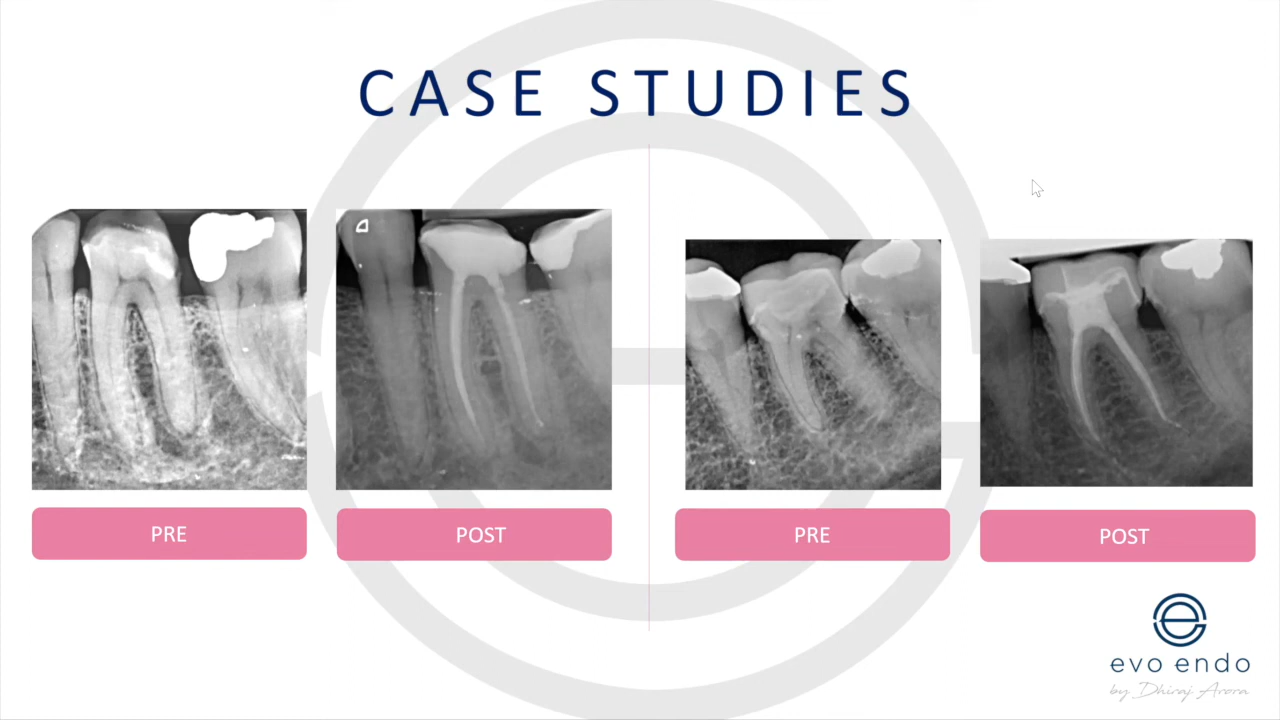 CASE STUDIES
PRE
POST
PRE
POST
evo endo
by Dhiraj Arora